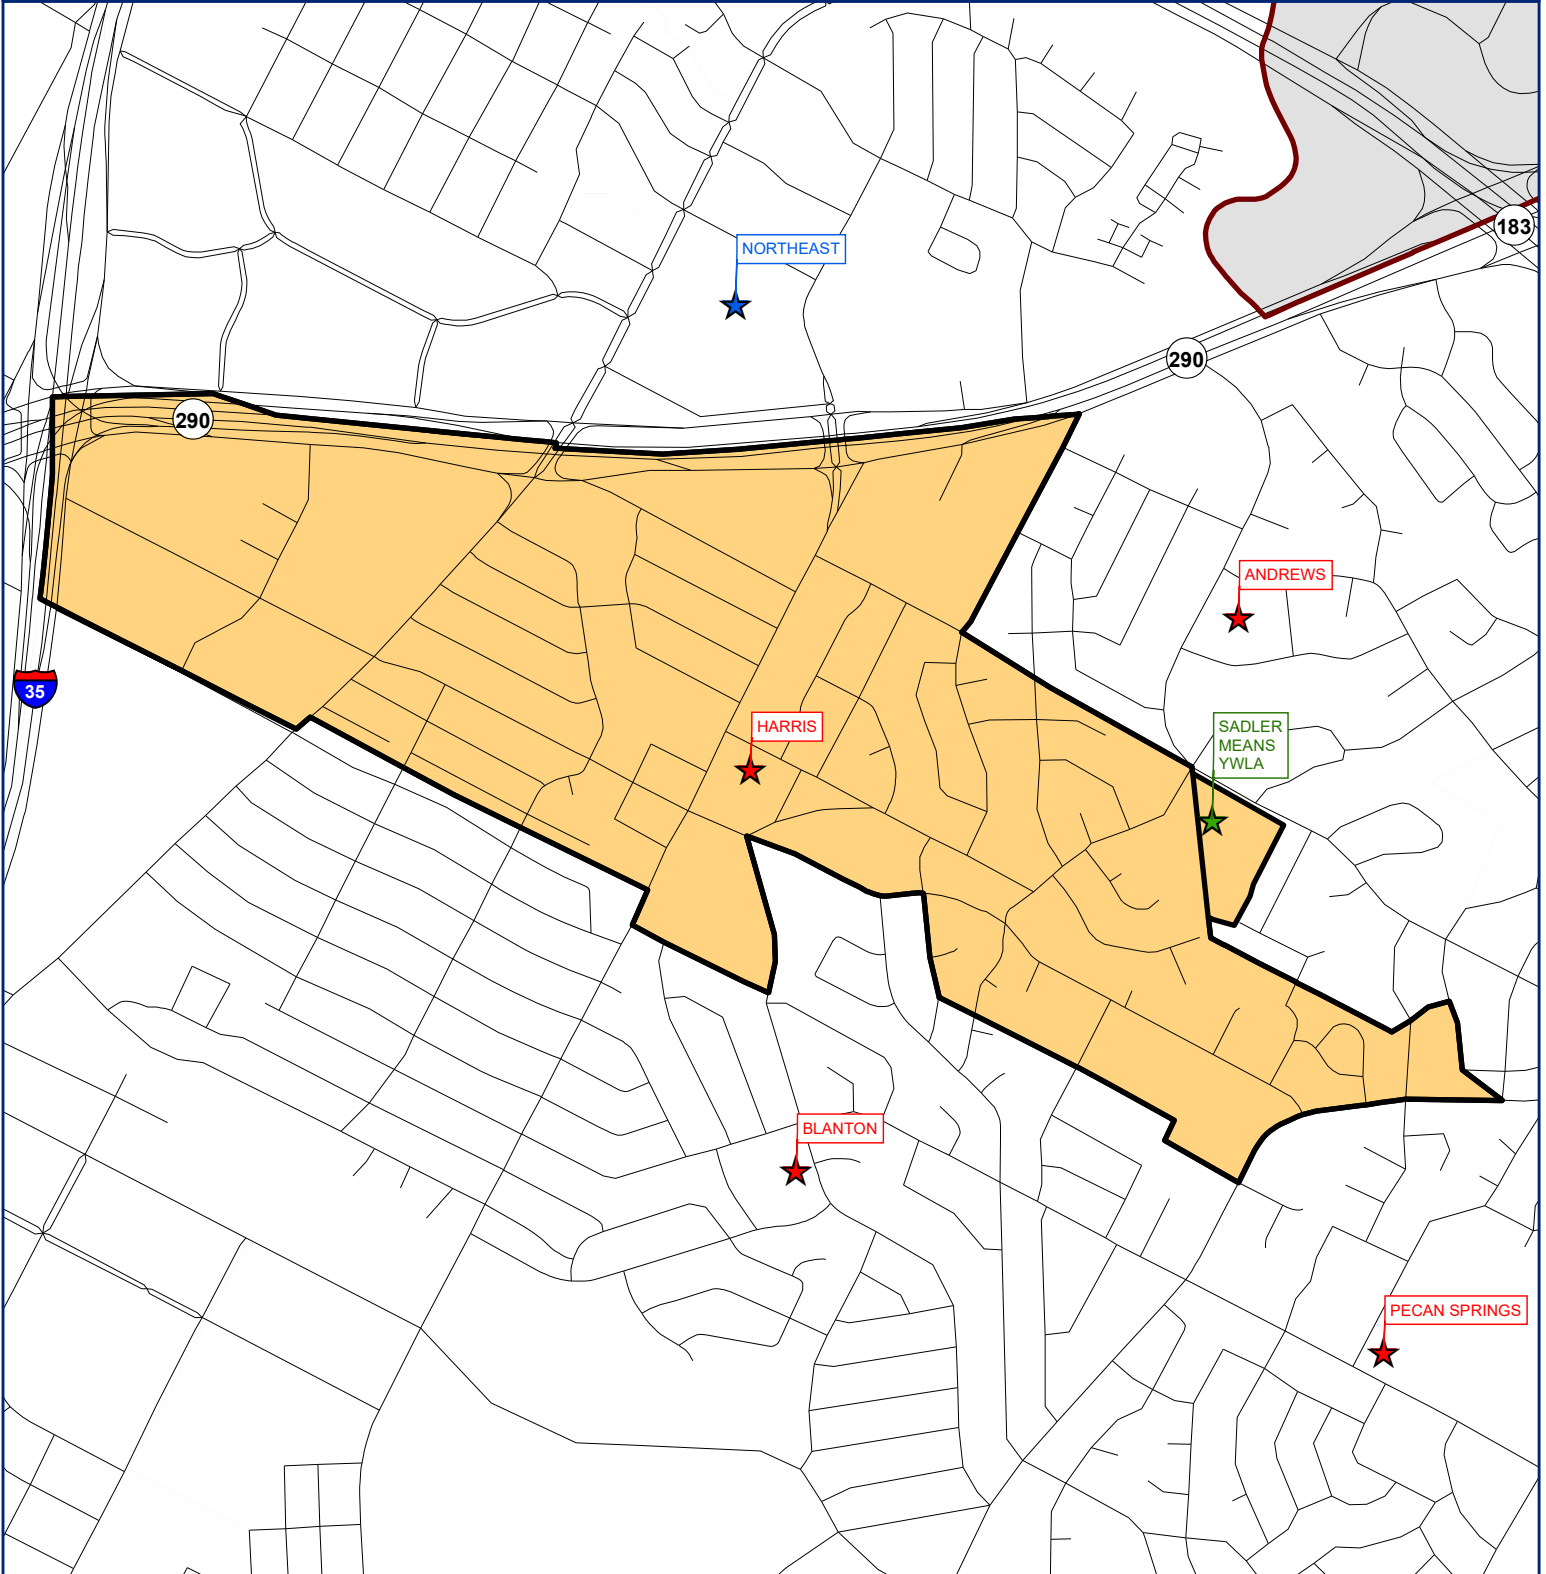 183
NORTHEAST
290
290
ANDREWS
35
HARRIS
SADLER
MEANS
YWLA
BLANTON
PECAN SPRINGS